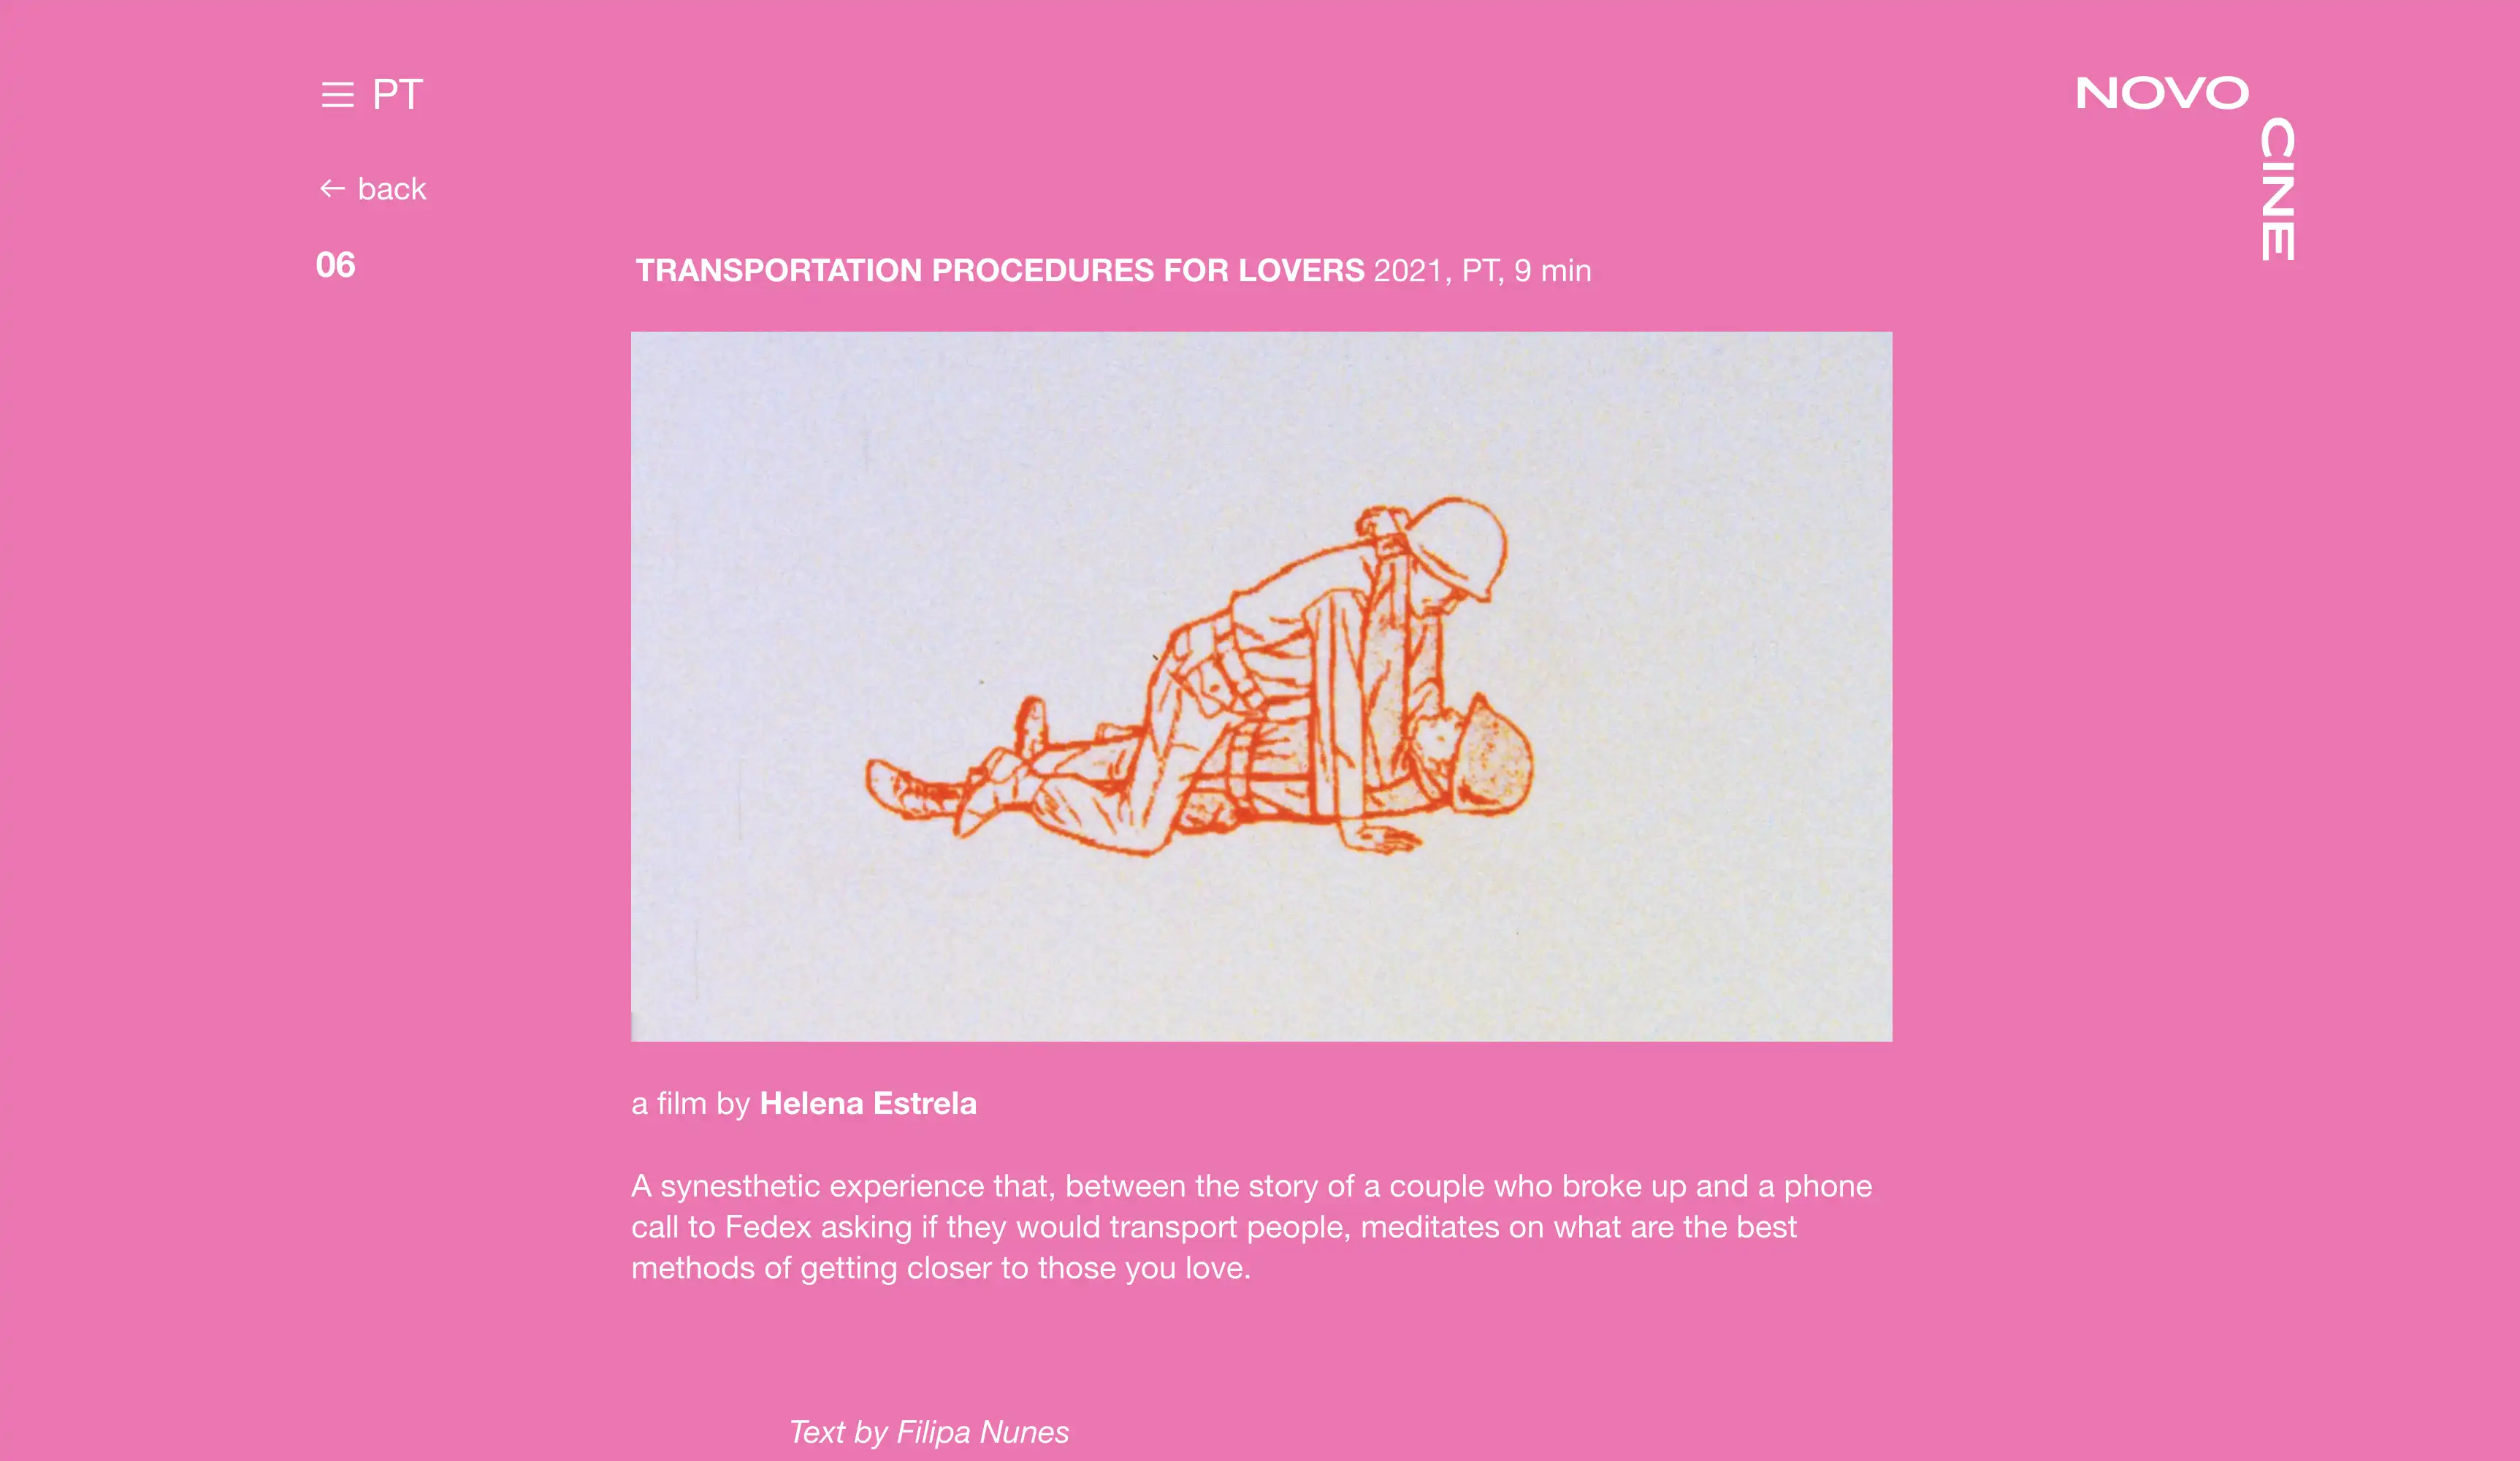 PT
NOVO
CINE
← back
06
TRANSPORTATION PROCEDURES FOR LOVERS 2021, PT, 9 min
a film by Helena Estrela
A synesthetic experience that, between the story of a couple who broke up and a phone
call to Fedex asking if they would transport people, meditates on what are the best
methods of getting closer to those you love.
Text by Filipa Nunes